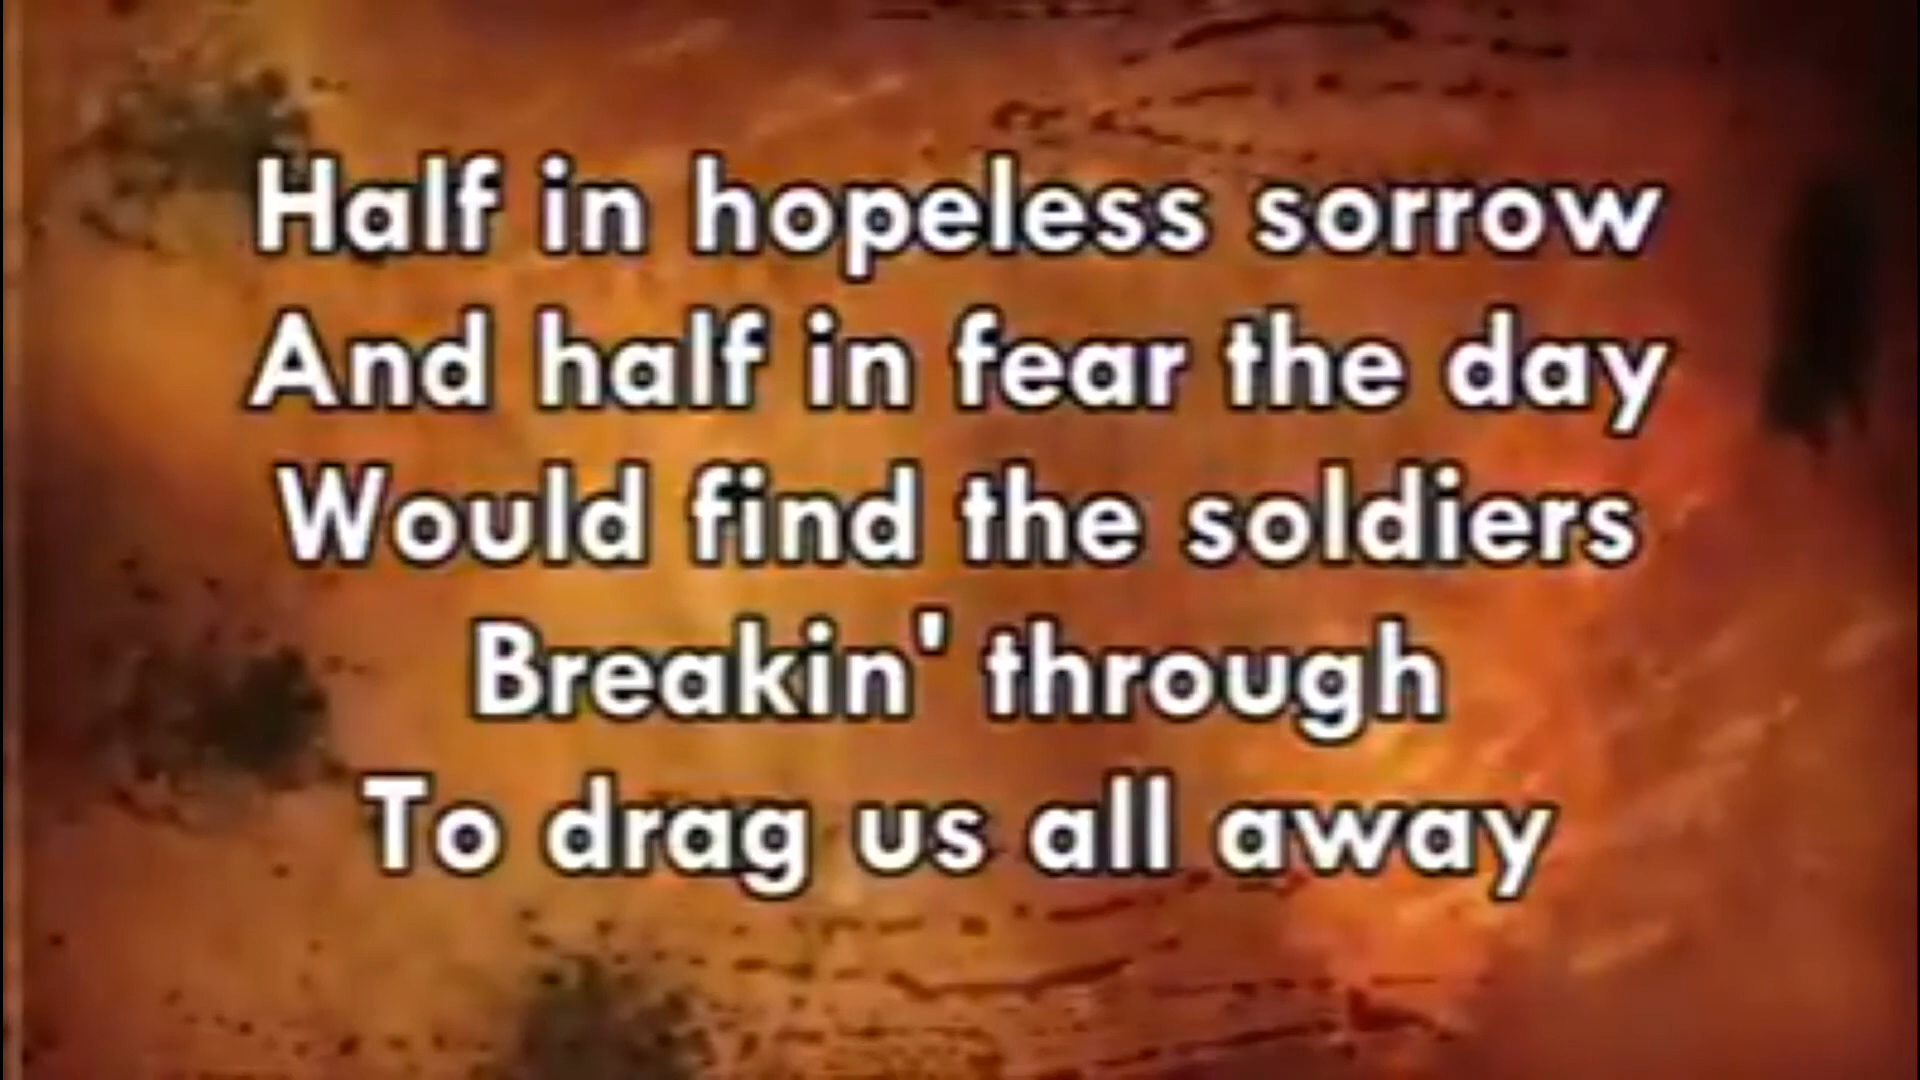 Half in hopeless sorrow
And half in fear the day
Would find the soldiers
Breakin' through
To drag us all away